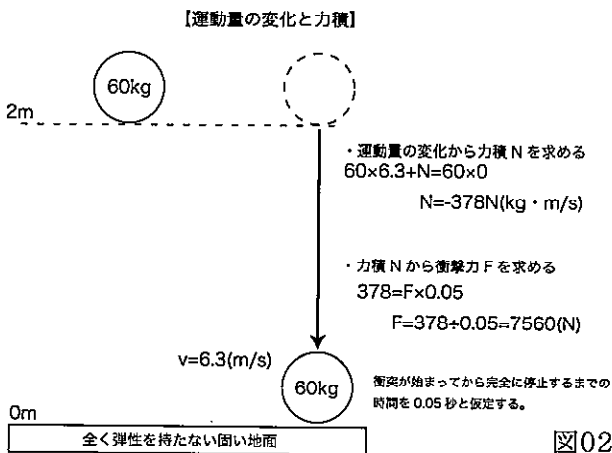 【運動量の変化と力積】
60kg
2m
・運動量の変化から力積 N を求める
60×6.3+N=60×0
N=-378N(kg・m/s)
・力積 N から衝撃力 F を求める
378=F×0.05
F=378÷0.05=7560(N)
v=6.3(m/s)
60kg
衝突が始まってから完全に停止するまでの
時間を 0.05 秒と仮定する。
0m
全く弾性を持たない固い地面
図02